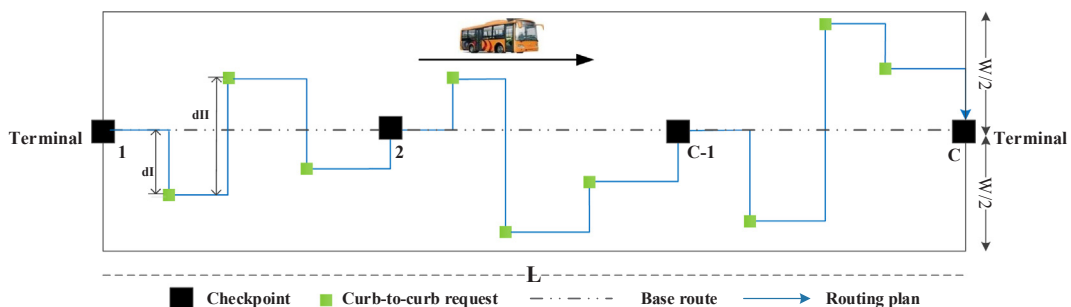 W/2
dII
Terminal
1
2
C-1
C
Terminal
dI
W/2
L
Checkpoint
Curb-to-curb request
Base route
Routing plan